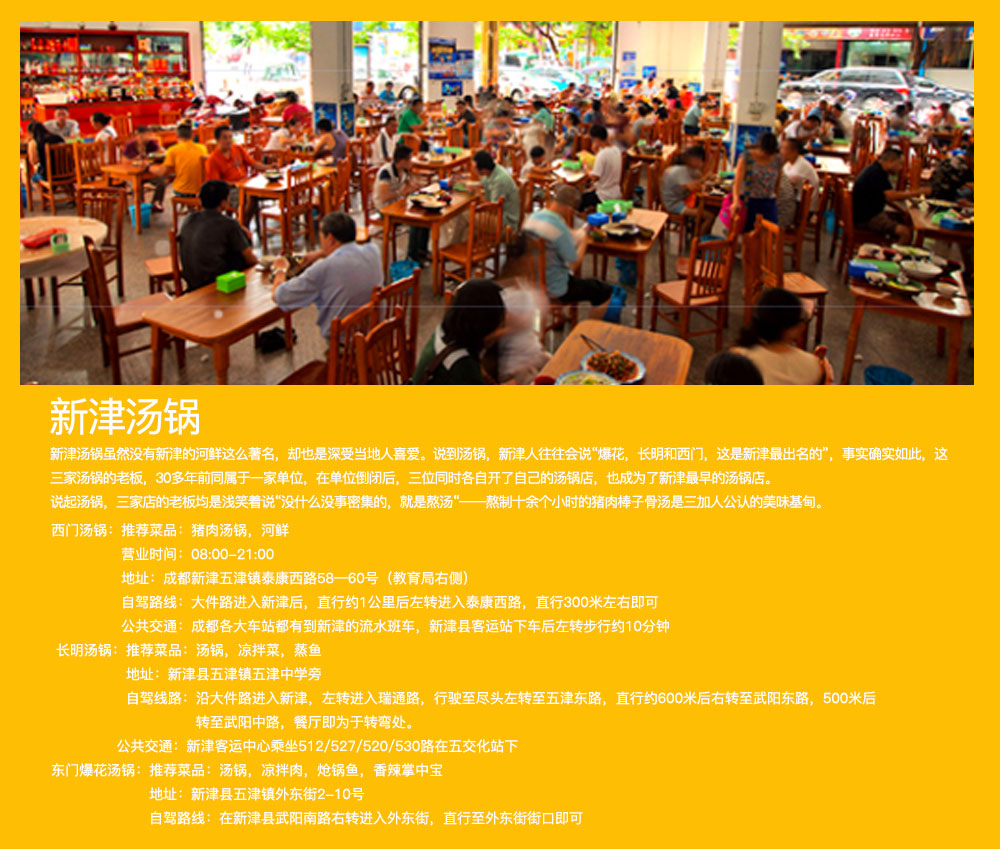 新津汤锅
新津汤锅虽然没有新津的河鲜这么著名，却也是深受当地人喜爱。说到汤锅，新津人往往会说“爆花，长明和西门，这是新津最出名的”，事实确实如此，这
三家汤锅的老板，30多年前同属于一家单位，在单位倒闭后，三位同时各自开了自己的汤锅店，也成为了新津最早的汤锅店。
说起汤锅，三家店的老板均是浅笑着说“没什么没事密集的，就是熬汤“——熬制十余个小时的猪肉棒子骨汤是三加人公认的美味基甸。
西门汤锅：推荐菜品：猪肉汤锅，河鲜
营业时间：08:00-21:00
地址：成都新津五津镇泰康西路58—60号（教育局右侧）
自驾路线：大件路进入新津后，直行约1公里后左转进入泰康西路，直行300米左右即可
公共交通：成都各大车站都有到新津的流水班车，新津县客运站下车后左转步行约10分钟
长明汤锅：推荐菜品：汤锅，凉拌菜，蒸鱼
地址：新津县五津镇五津中学旁
自驾线路：沿大件路进入新津，左转进入瑞通路，行驶至尽头左转至五津东路，直行约600米后右转至武阳东路，500米后
转至武阳中路，餐厅即为于转弯处。
公共交通：新津客运中心乘坐512/527/520/530路在五交化站下
东门爆花汤锅：推荐菜品：汤锅，凉拌肉，炝锅鱼，香辣掌中宝
地址：新津县五津镇外东街2-10号
自驾路线：在新津县武阳南路右转进入外东街，直行至外东街街口即可